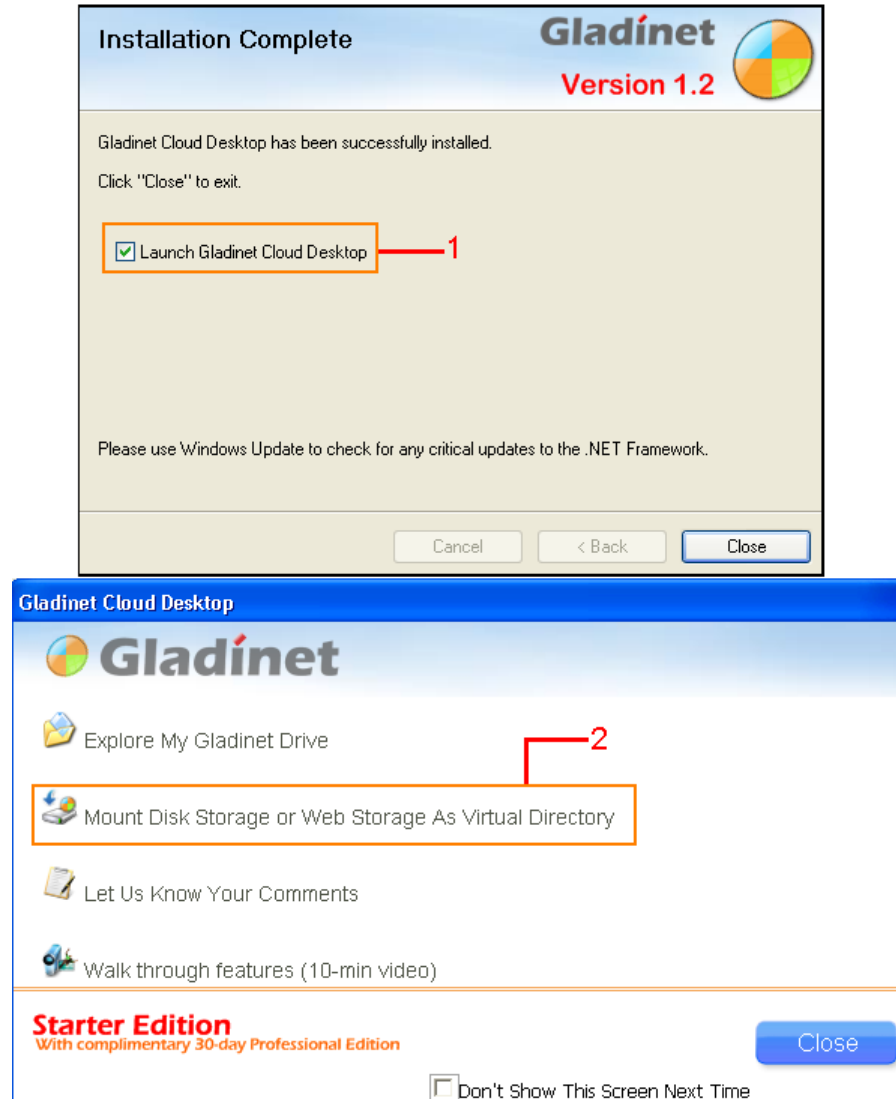 Installation Complete
Gladinet
Version 1.2
Gladinet Cloud Desktop has been successfully installed.
Click "Close" to exit.
Launch Gladinet Cloud Desktop
1
Please use Windows Update to check for any critical updates to the .NET Framework.
Cancel
< Back
Close
Gladinet Cloud Desktop
Gladinet
Explore My Gladinet Drive
2
Mount Disk Storage or Web Storage As Virtual Directory
Let Us Know Your Comments
Walk through features (10-min video)
Starter Edition
With complimentary 30-day Professional Edition
Close
Don't Show This Screen Next Time